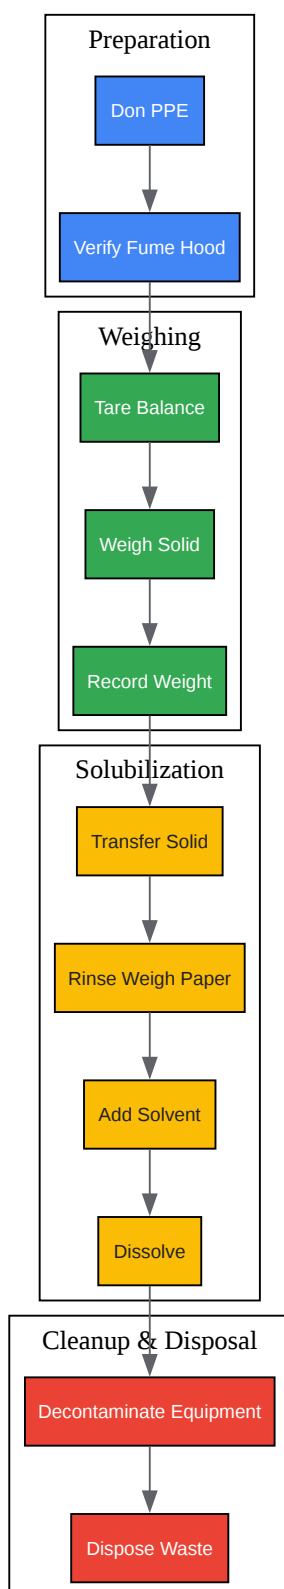 Preparation
Don PPE
Verify Fume Hood
Weighing
Tare Balance
Weigh Solid
Record Weight
Solubilization
Transfer Solid
Rinse Weigh Paper
Add Solvent
Dissolve
Cleanup & Disposal
Decontaminate Equipment
Dispose Waste